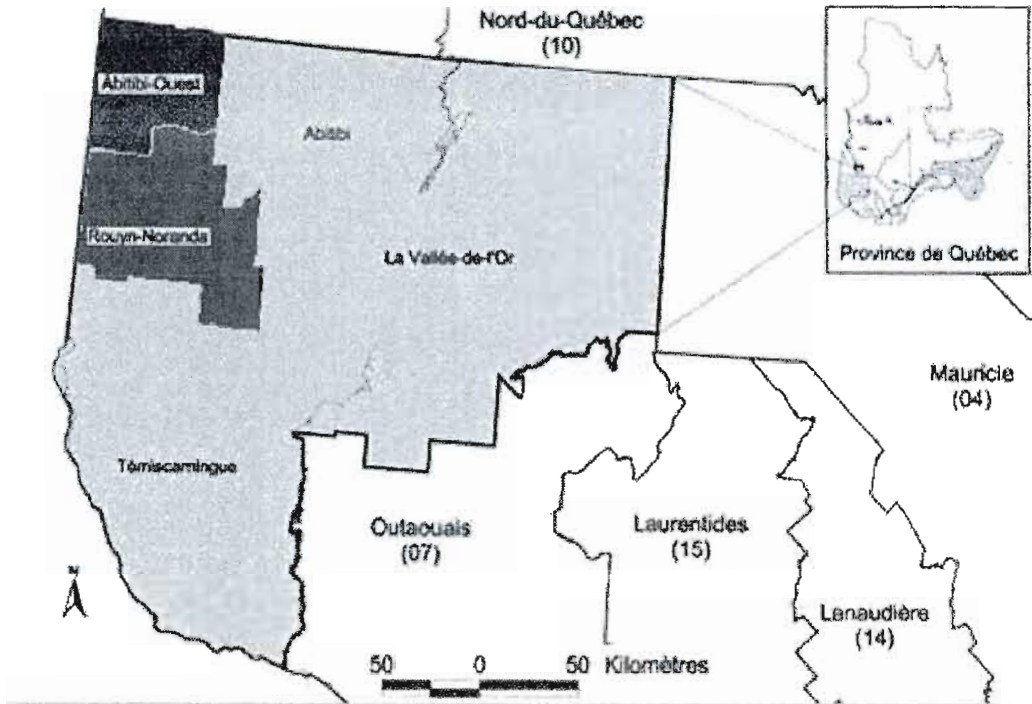 Nord-du-Québec
(10)
Abitibi-Ouest
Abitibi
Rouyn-Noranda
La Vallée-de-l'Or
Province de Québec
Mauricie
(04)
Témiscamingue
Outaouais
(07)
Laurentides
(15)
Lanaudière
(14)
N
50 0 50 Kilomètres